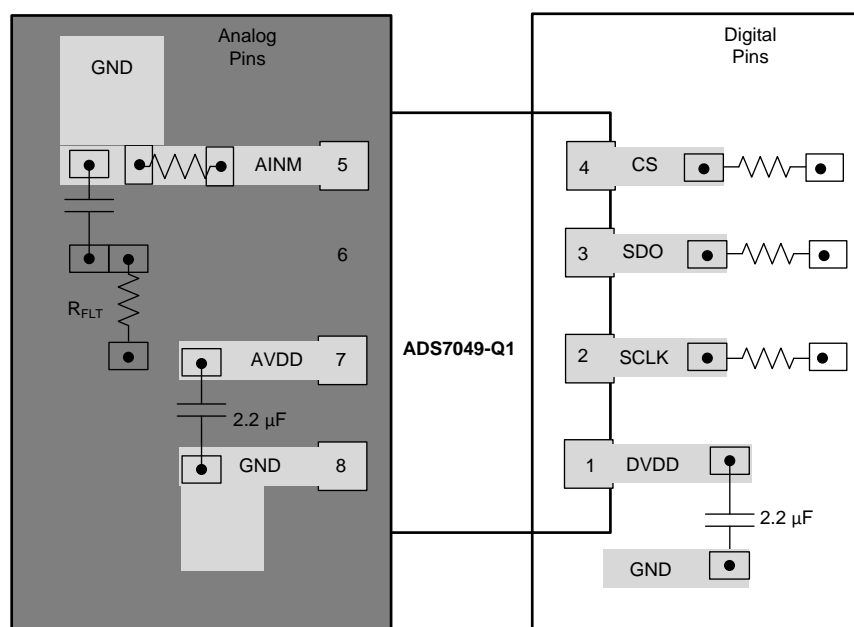 Analog
Pins
GND
AINM
5
6
R_FLT
AVDD
7
2.2 µF
GND
8
ADS7049-Q1
Digital
Pins
4
CS
3
SDO
2
SCLK
1
DVDD
2.2 µF
GND